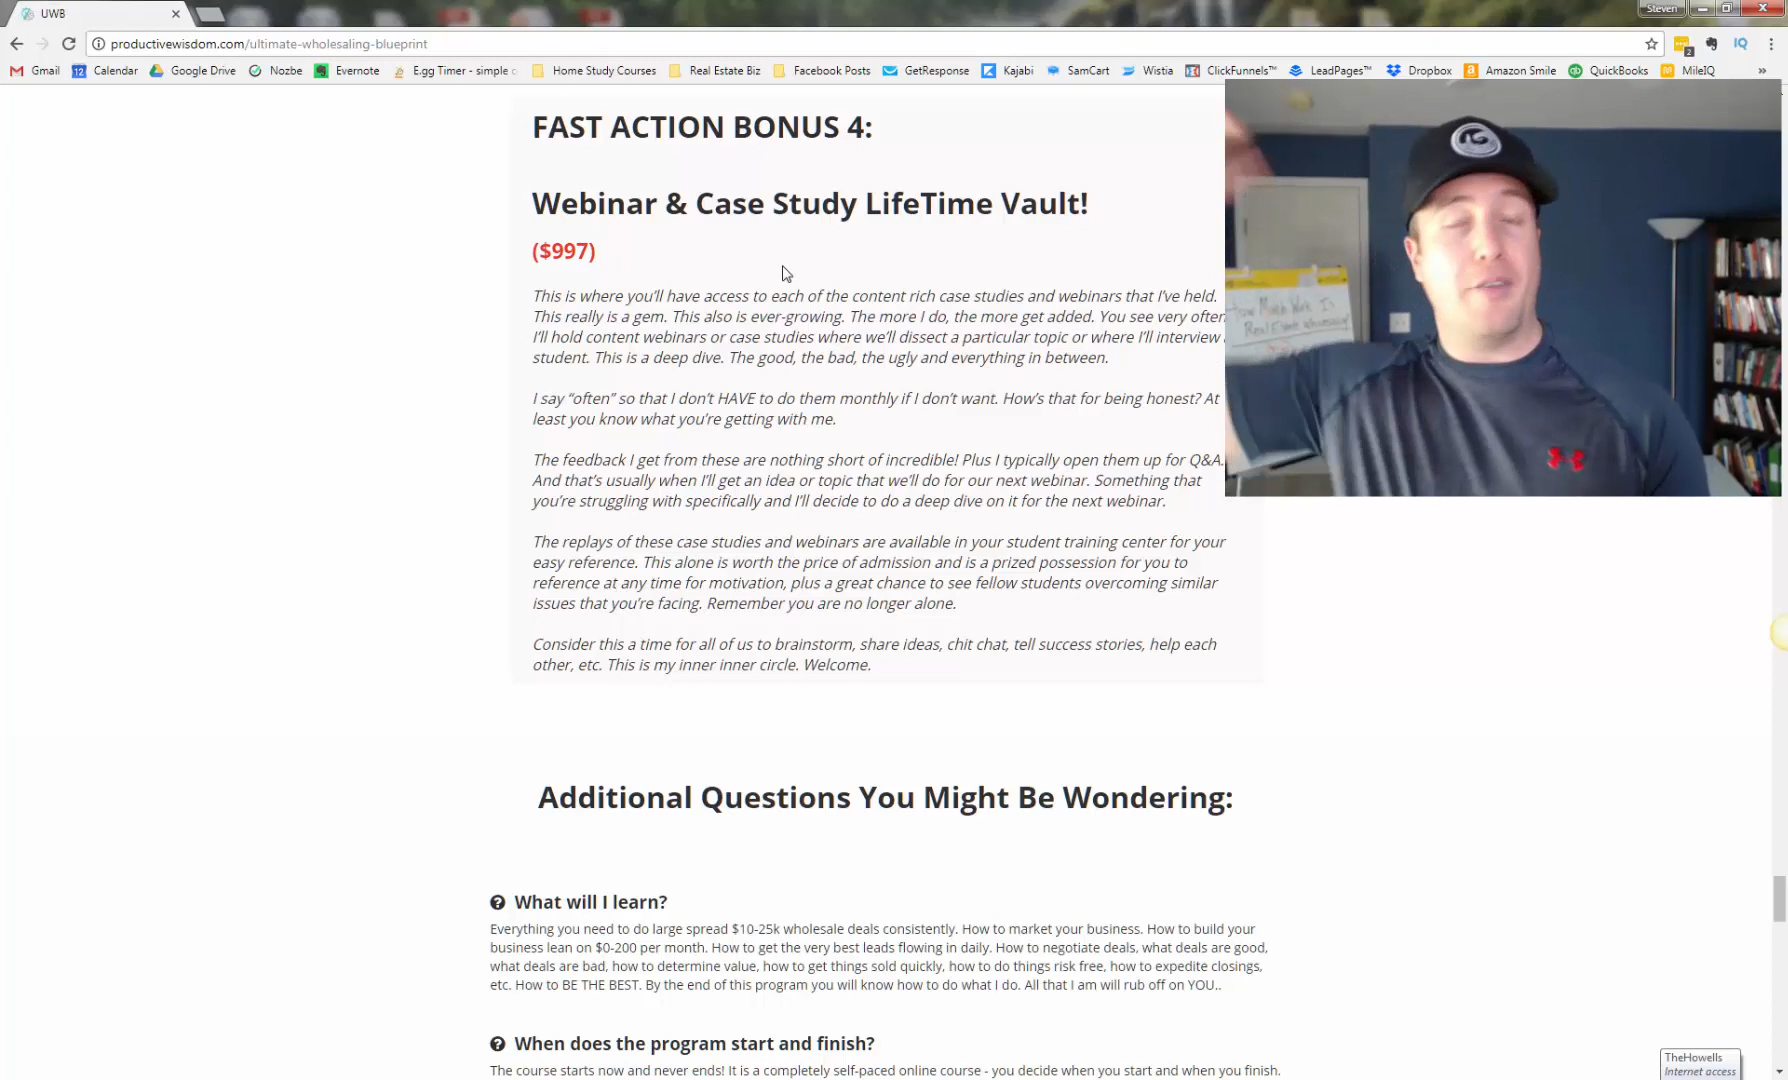 UWB
Steven
productivewisdom.com/ultimate-wholesaling-blueprint
2
Gmail
12
Calendar
Google Drive
Nozbe
Evernote
E.gg Timer - simple c
Home Study Courses
Real Estate Biz
Facebook Posts
GetResponse
Kajabi
SamCart
Wistia
ClickFunnels™
LeadPages™
Dropbox
Amazon Smile
QuickBooks
MileIQ
FAST ACTION BONUS 4:
Webinar & Case Study LifeTime Vault!
($997)
This is where you'll have access to each of the content rich case studies and webinars that I've held.
This really is a gem. This also is ever-growing. The more I do, the more get added. You see very often
I'll hold content webinars or case studies where we'll dissect a particular topic or where I'll interview
student. This is a deep dive. The good, the bad, the ugly and everything in between.
I say “often” so that I don't HAVE to do them monthly if I don't want. How's that for being honest? At
least you know what you're getting with me.
The feedback I get from these are nothing short of incredible! Plus I typically open them up for Q&A.
And that's usually when I'll get an idea or topic that we'll do for our next webinar. Something that
you're struggling with specifically and I'll decide to do a deep dive on it for the next webinar.
The replays of these case studies and webinars are available in your student training center for your
easy reference. This alone is worth the price of admission and is a prized possession for you to
reference at any time for motivation, plus a great chance to see fellow students overcoming similar
issues that you're facing. Remember you are no longer alone.
Consider this a time for all of us to brainstorm, share ideas, chit chat, tell success stories, help each
other, etc. This is my inner inner circle. Welcome.
Much Work Is
Real Estate Wholesaling
Additional Questions You Might Be Wondering:
What will I learn?
Everything you need to do large spread $10-25k wholesale deals consistently. How to market your business. How to build your
business lean on $0-200 per month. How to get the very best leads flowing in daily. How to negotiate deals, what deals are good,
what deals are bad, how to determine value, how to get things sold quickly, how to do things risk free, how to expedite closings,
etc. How to BE THE BEST. By the end of this program you will know how to do what I do. All that I am will rub off on YOU..
When does the program start and finish?
The course starts now and never ends! It is a completely self-paced online course - you decide when you start and when you finish.
TheHowells
Internet access